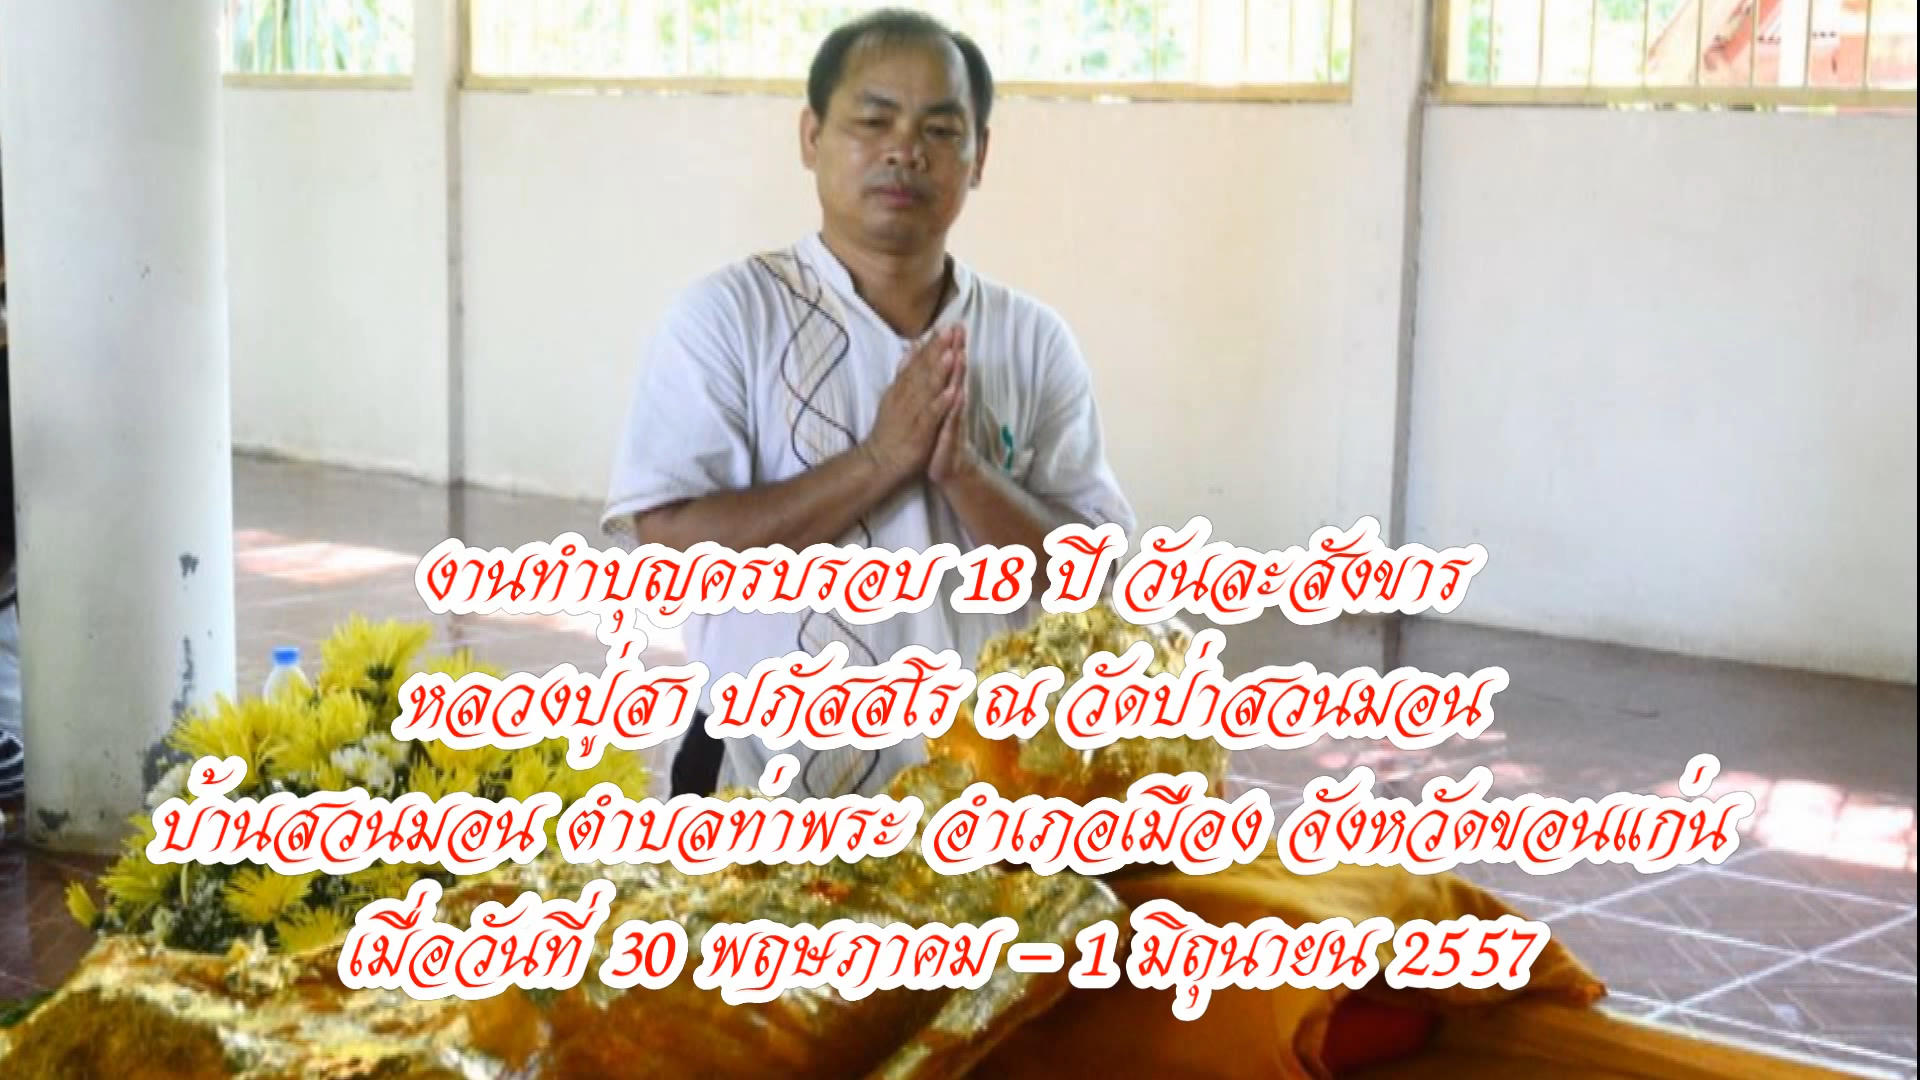 งานทำบุญครบรอบ 18 ปี วันละสังขาร
หลวงปู่สา ปภัสสโร ณ วัดป่าสวนมอน
บ้านสวนมอน ตำบลท่าพระ อำเภอเมือง จังหวัดขอนแก่น
เมื่อวันที่ 30 พฤษภาคม – 1 มิถุนายน 2557